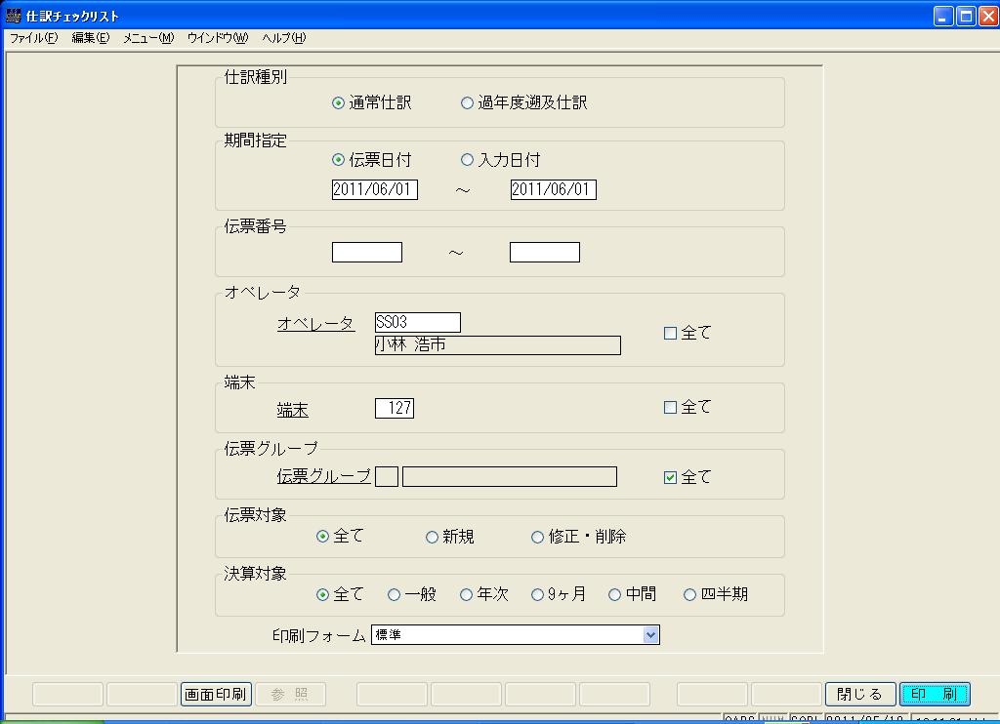 仕訳チェックリスト
ファイル(F) 編集(E) メニュー(M) ウインドウ(W) ヘルプ(H)
仕訳種別
通常仕訳 過年度遡及仕訳
期間指定
伝票日付 入力日付
2011/06/01 ～ 2011/06/01
伝票番号
～
オペレータ
オペレータ SS03 全て
小林 浩市
端末
端末 127 全て
伝票グループ
伝票グループ 全て
伝票対象
全て 新規 修正・削除
決算対象
全て 一般 年次 9ヶ月 中間 四半期
印刷フォーム 標準
画面印刷 参 照 閉じる 印 刷